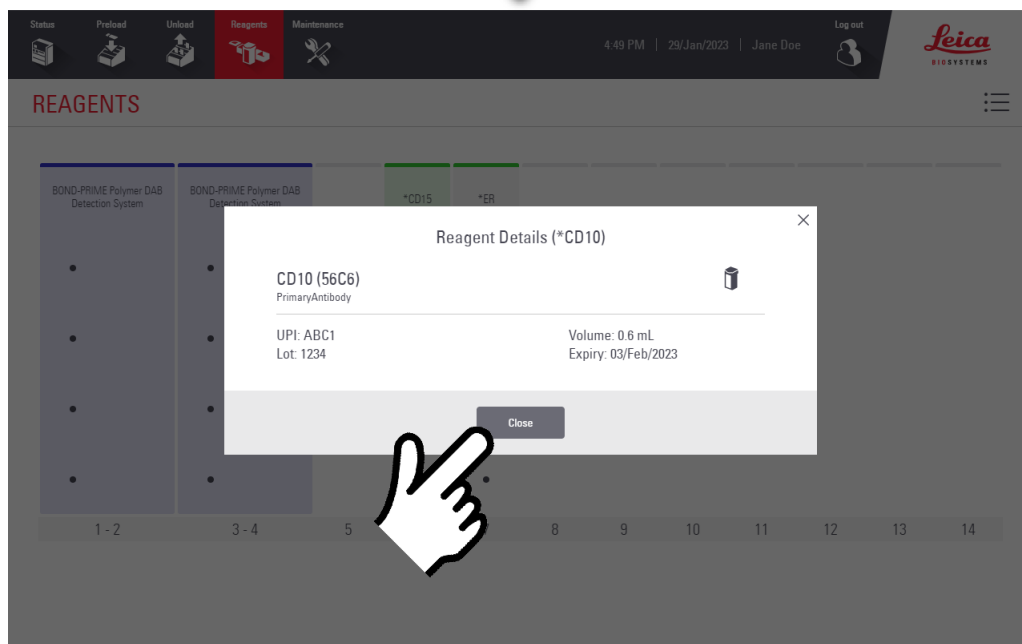 Status Preload Unload Reagents Maintenance Log out
4:49 PM | 29/Jan/2023 | Jane Doe
Leica
BIOSYSTEMS
REAGENTS
BOND-PRIME Polymer DAB
Detection System
BOND-PRIME Polymer DAB
Detection System
*CD15
*ER
Reagent Details (*CD10)
CD10 (56C6)
PrimaryAntibody
UPI: ABC1
Lot: 1234
Volume: 0.6 mL
Expiry: 03/Feb/2023
Close
1 - 2 3 - 4 5 8 9 10 11 12 13 14